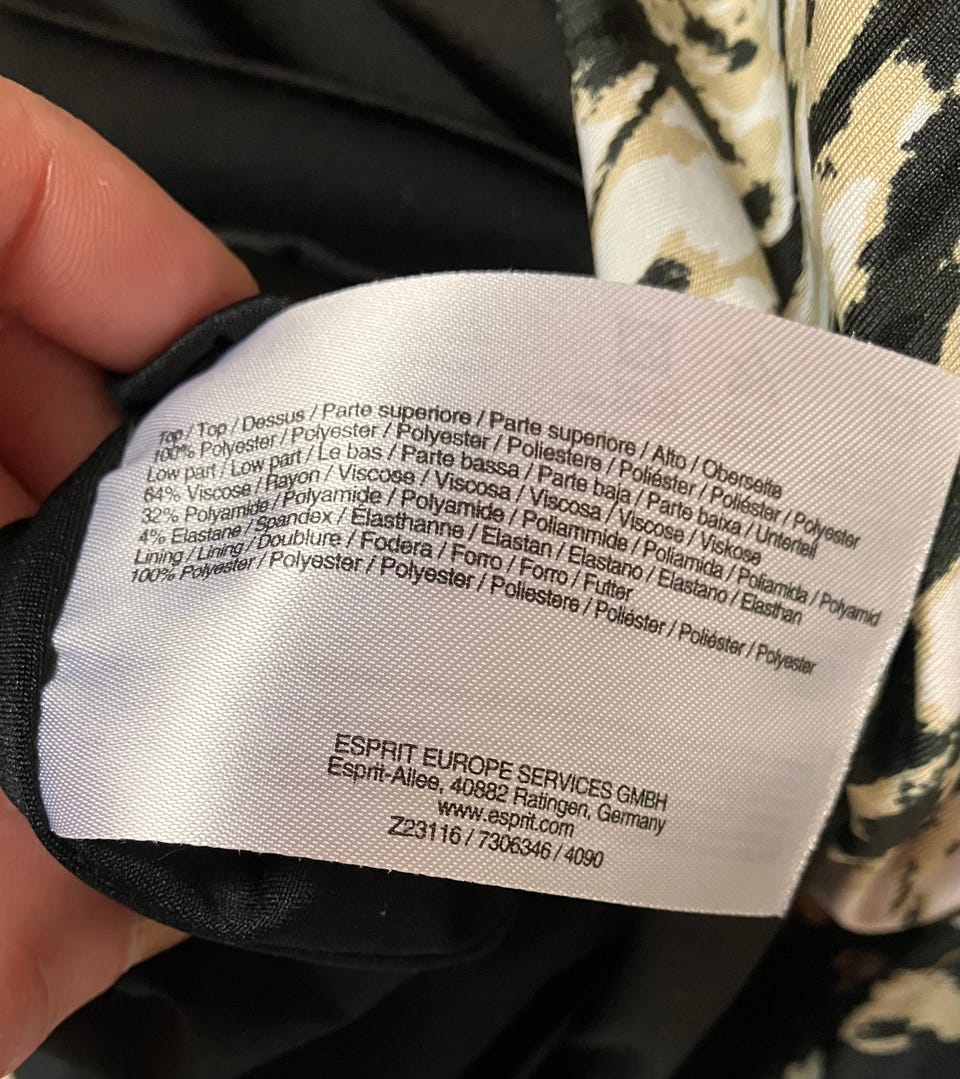 Top / Top / Dessus / Parte superiore / Parte superiore / Alto / Oberseite
100% Polyester / Polyester / Polyester / Poliestere / Poliéster / Poliéster / Polyester
Low part / Low part / Le bas / Parte bassa / Parte baja / Parte baixa / Unterteil
64% Viscose / Rayon / Viscose / Viscosa / Viscosa / Viscose / Viskose
32% Polyamide / Polyamide / Polyamide / Poliammide / Poliamida / Poliamida / Polyamid
4% Elastane / Spandex / Élasthanne / Elastan / Elastano / Elastano / Elasthan
Lining / Lining / Doublure / Fodera / Forro / Forro / Futter
100% Polyester / Polyester / Polyester / Poliestere / Poliéster / Poliéster / Polyester
ESPRIT EUROPE SERVICES GMBH
Esprit-Allee, 40882 Ratingen, Germany
www.esprit.com
Z23116 / 7306346 / 4090